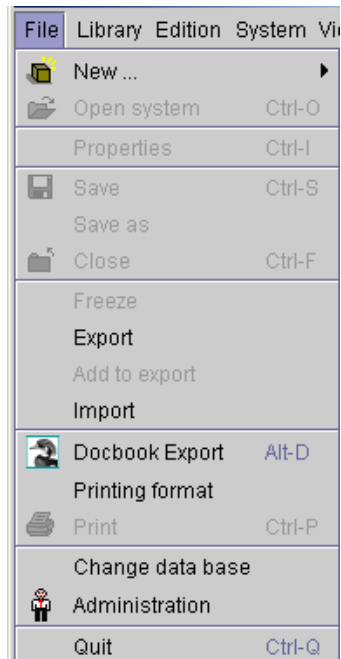 File Library Edition System Vi
New ...
Open system Ctrl-O
Properties Ctrl-I
Save Ctrl-S
Save as
Close Ctrl-F
Freeze
Export
Add to export
Import
Docbook Export Alt-D
Printing format
Print Ctrl-P
Change data base
Administration
Quit Ctrl-Q